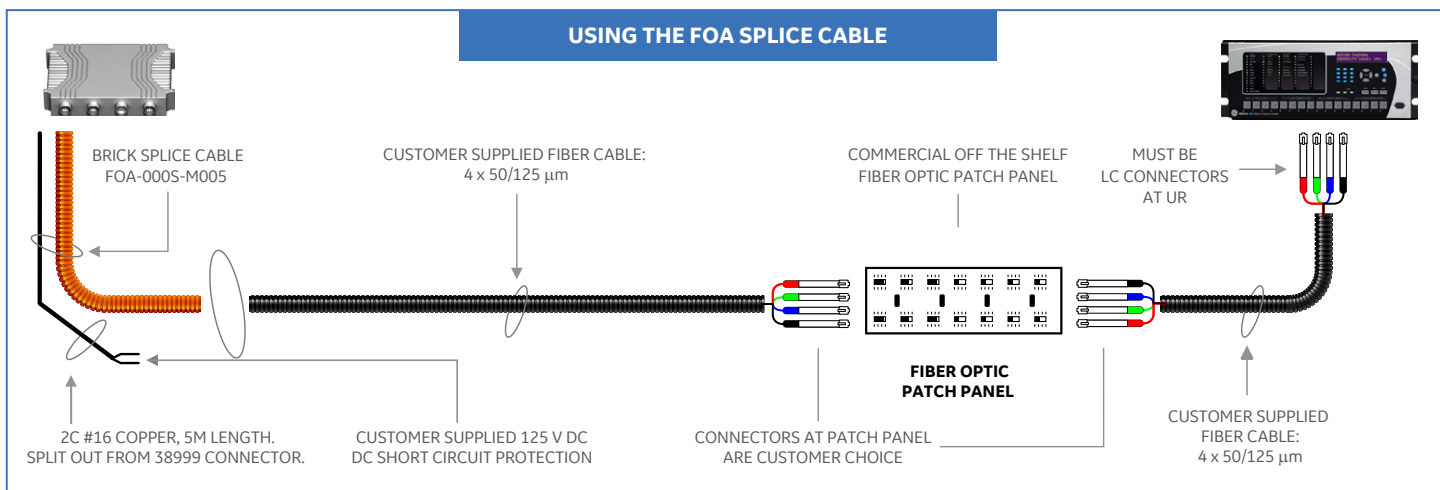 USING THE FOA SPLICE CABLE
BRICK SPLICE CABLE
FOA-000S-M005
CUSTOMER SUPPLIED FIBER CABLE:
4 x 50/125 μm
COMMERCIAL OFF THE SHELF
FIBER OPTIC PATCH PANEL
MUST BE
LC CONNECTORS
AT UR
FIBER OPTIC
PATCH PANEL
2C #16 COPPER, 5M LENGTH.
SPLIT OUT FROM 38999 CONNECTOR.
CUSTOMER SUPPLIED 125 V DC
DC SHORT CIRCUIT PROTECTION
CONNECTORS AT PATCH PANEL
ARE CUSTOMER CHOICE
CUSTOMER SUPPLIED
FIBER CABLE:
4 x 50/125 μm